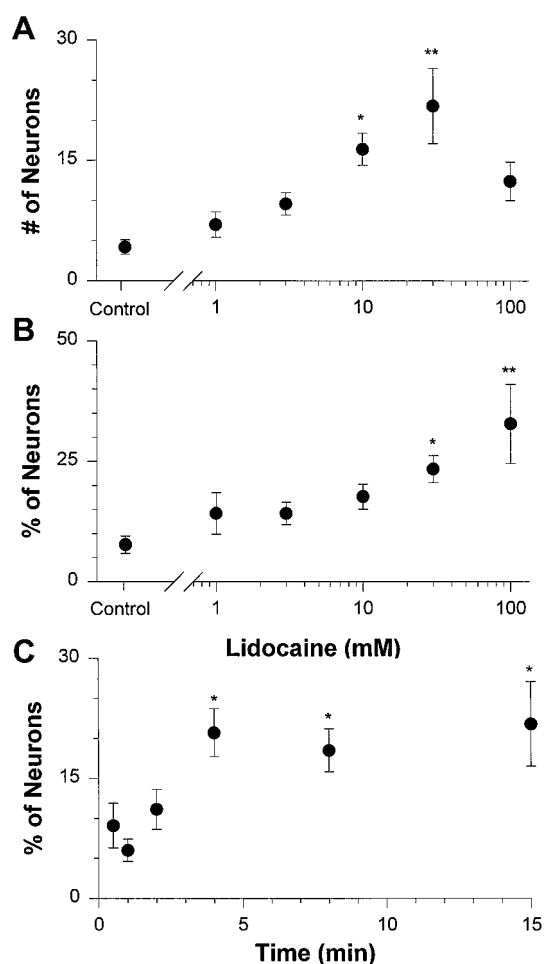 A
30
**
*
# of Neurons
15
0
Control
1
10
100
B
50
**
*
% of Neurons
25
0
Control
1
10
100
Lidocaine (mM)
C
30
*
*
*
% of Neurons
15
0
0
5
10
15
Time (min)